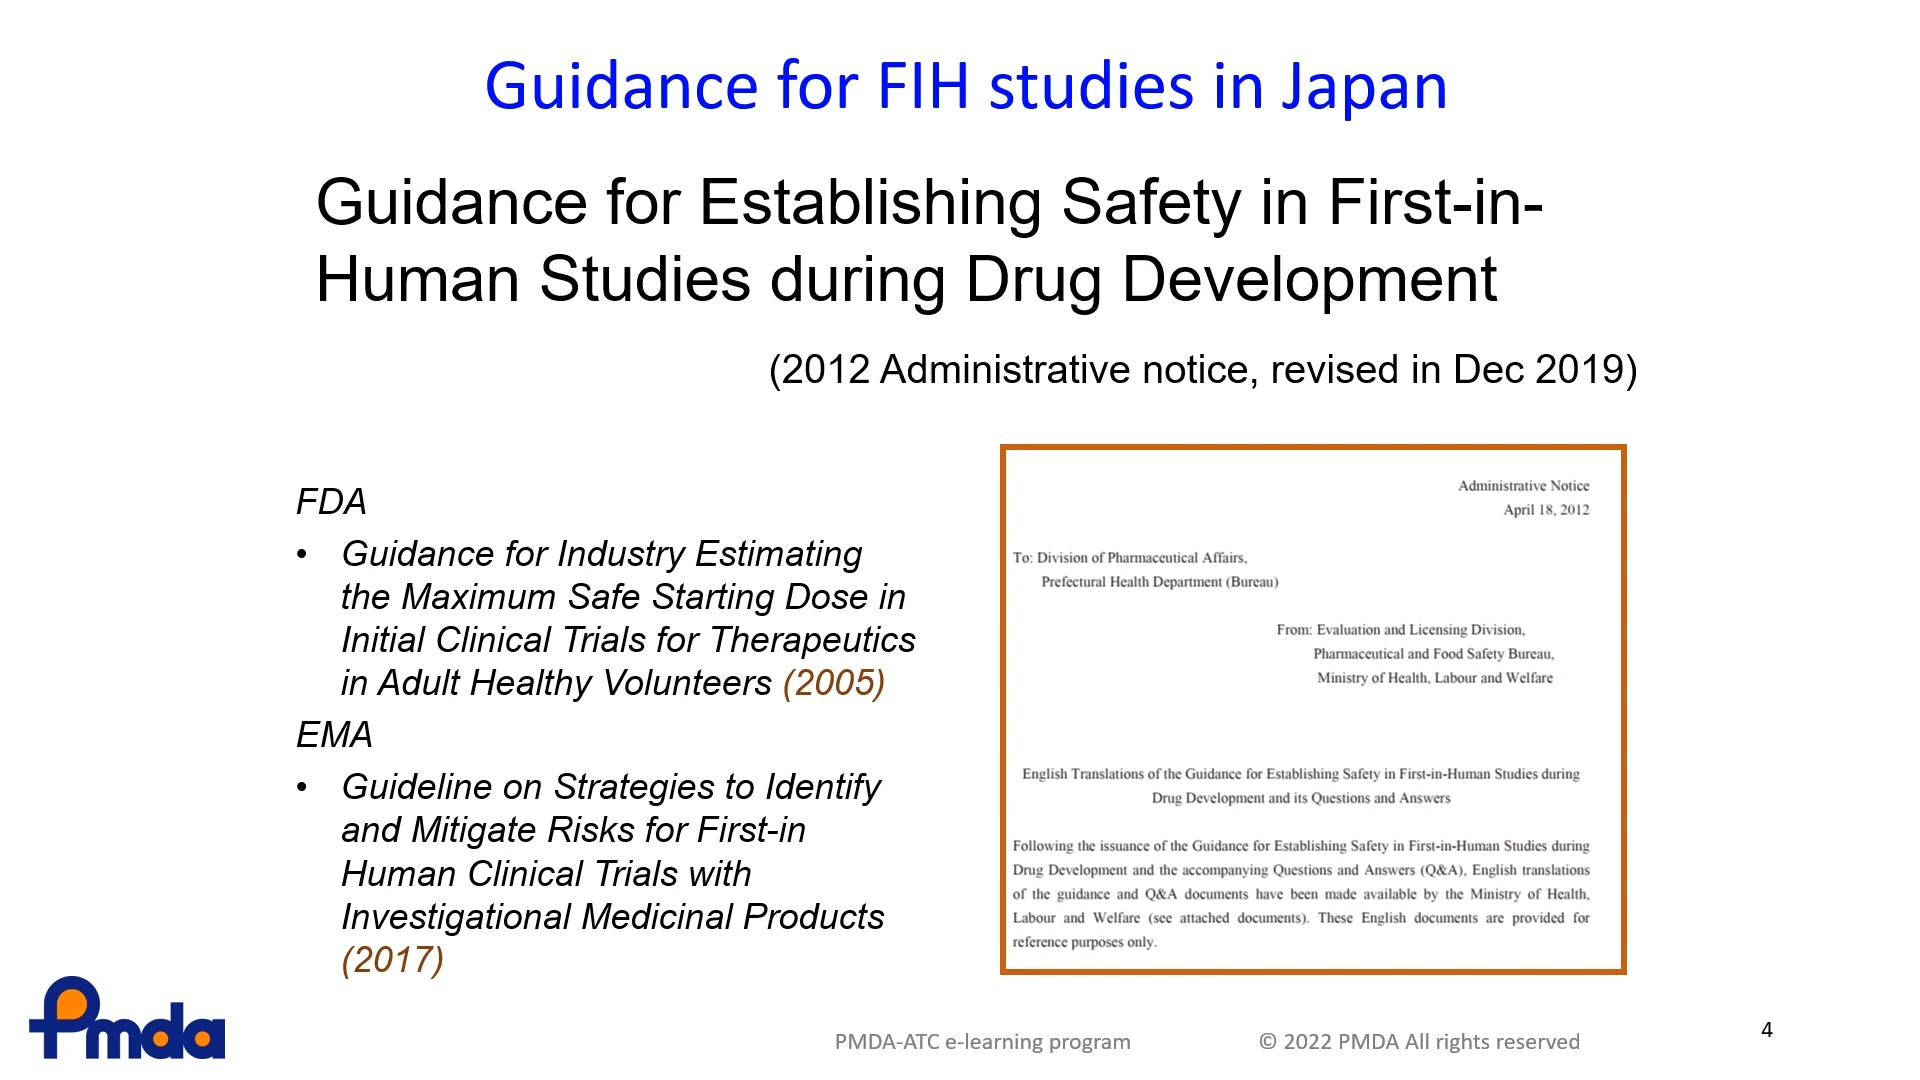 Guidance for FIH studies in Japan
Guidance for Establishing Safety in First-in-
Human Studies during Drug Development
(2012 Administrative notice, revised in Dec 2019)
FDA
• Guidance for Industry Estimating
the Maximum Safe Starting Dose in
Initial Clinical Trials for Therapeutics
in Adult Healthy Volunteers (2005)
EMA
• Guideline on Strategies to Identify
and Mitigate Risks for First-in
Human Clinical Trials with
Investigational Medicinal Products
(2017)
Administrative Notice
April 18, 2012
To: Division of Pharmaceutical Affairs,
Prefectural Health Department (Bureau)
From: Evaluation and Licensing Division,
Pharmaceutical and Food Safety Bureau,
Ministry of Health, Labour and Welfare
English Translations of the Guidance for Establishing Safety in First-in-Human Studies during
Drug Development and its Questions and Answers
Following the issuance of the Guidance for Establishing Safety in First-in-Human Studies during
Drug Development and the accompanying Questions and Answers (Q&A), English translations
of the guidance and Q&A documents have been made available by the Ministry of Health,
Labour and Welfare (see attached documents). These English documents are provided for
reference purposes only.
Pmda
PMDA-ATC e-learning program
© 2022 PMDA All rights reserved
4